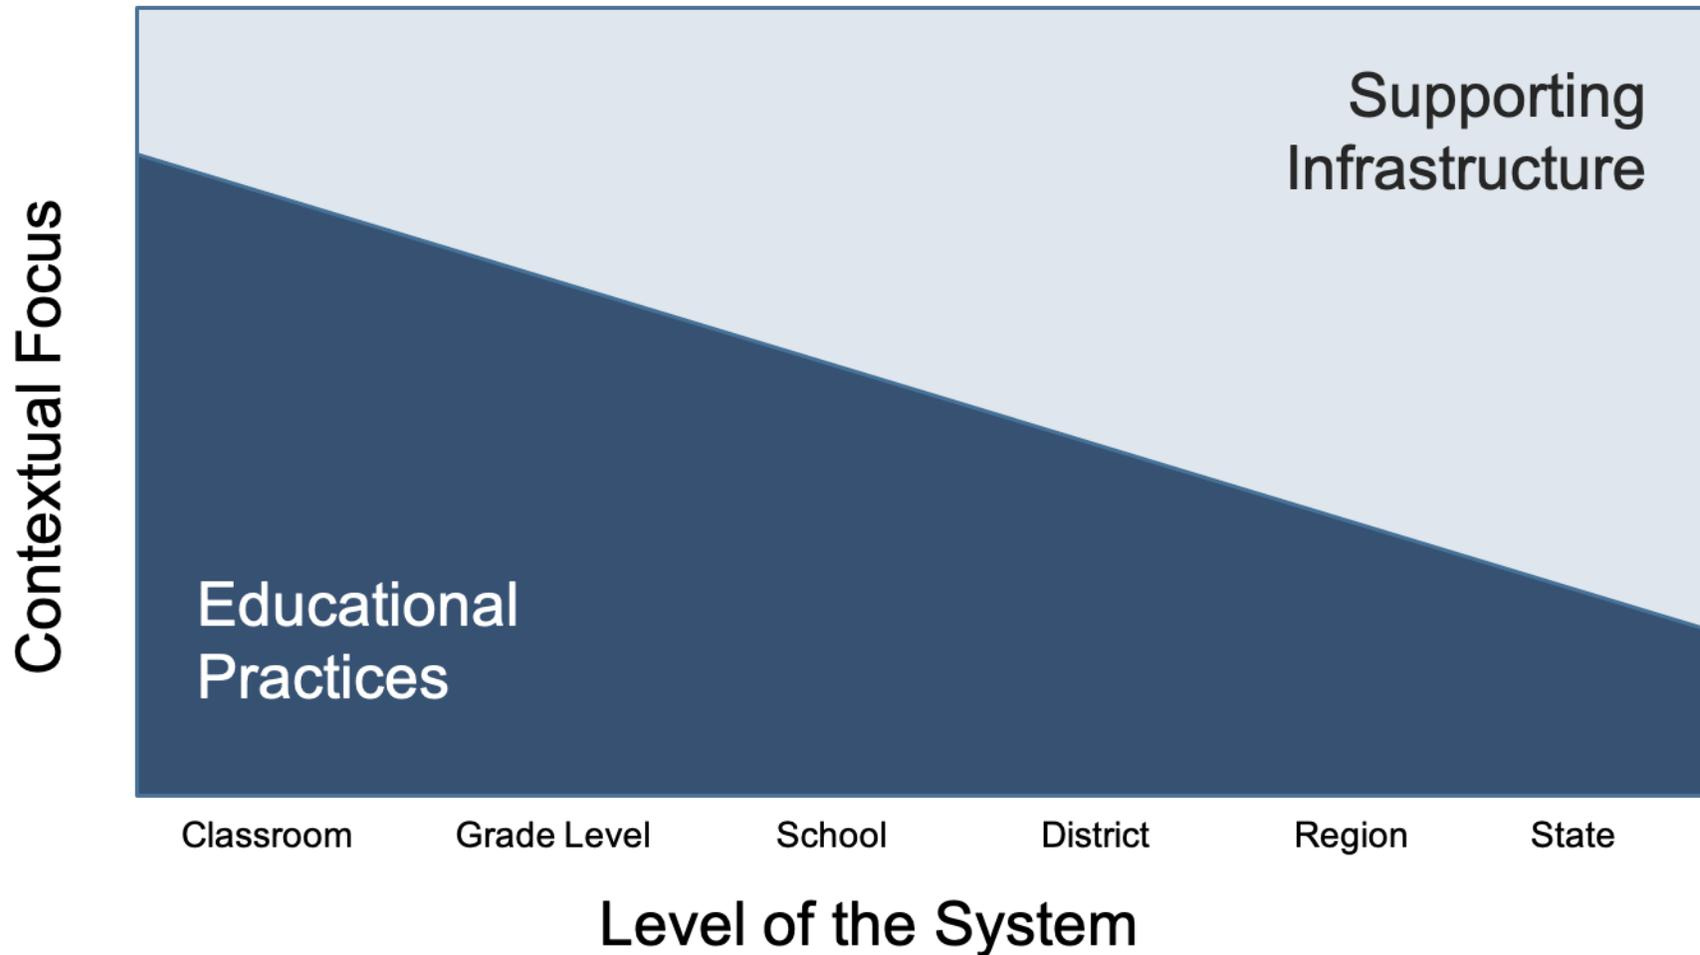 Supporting
Infrastructure
Contextual Focus
Educational
Practices
Classroom Grade Level School District Region State
Level of the System